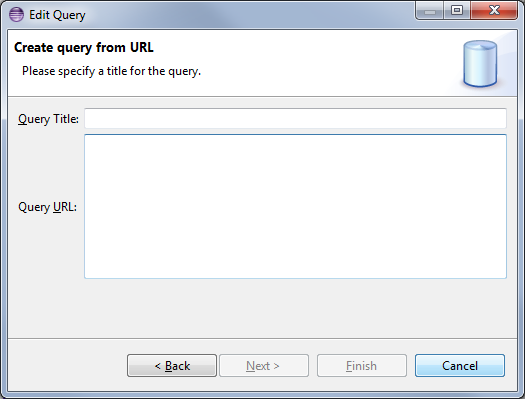 Edit Query
Create query from URL
Please specify a title for the query.
Query Title:
Query URL:
< Back
Next >
Finish
Cancel